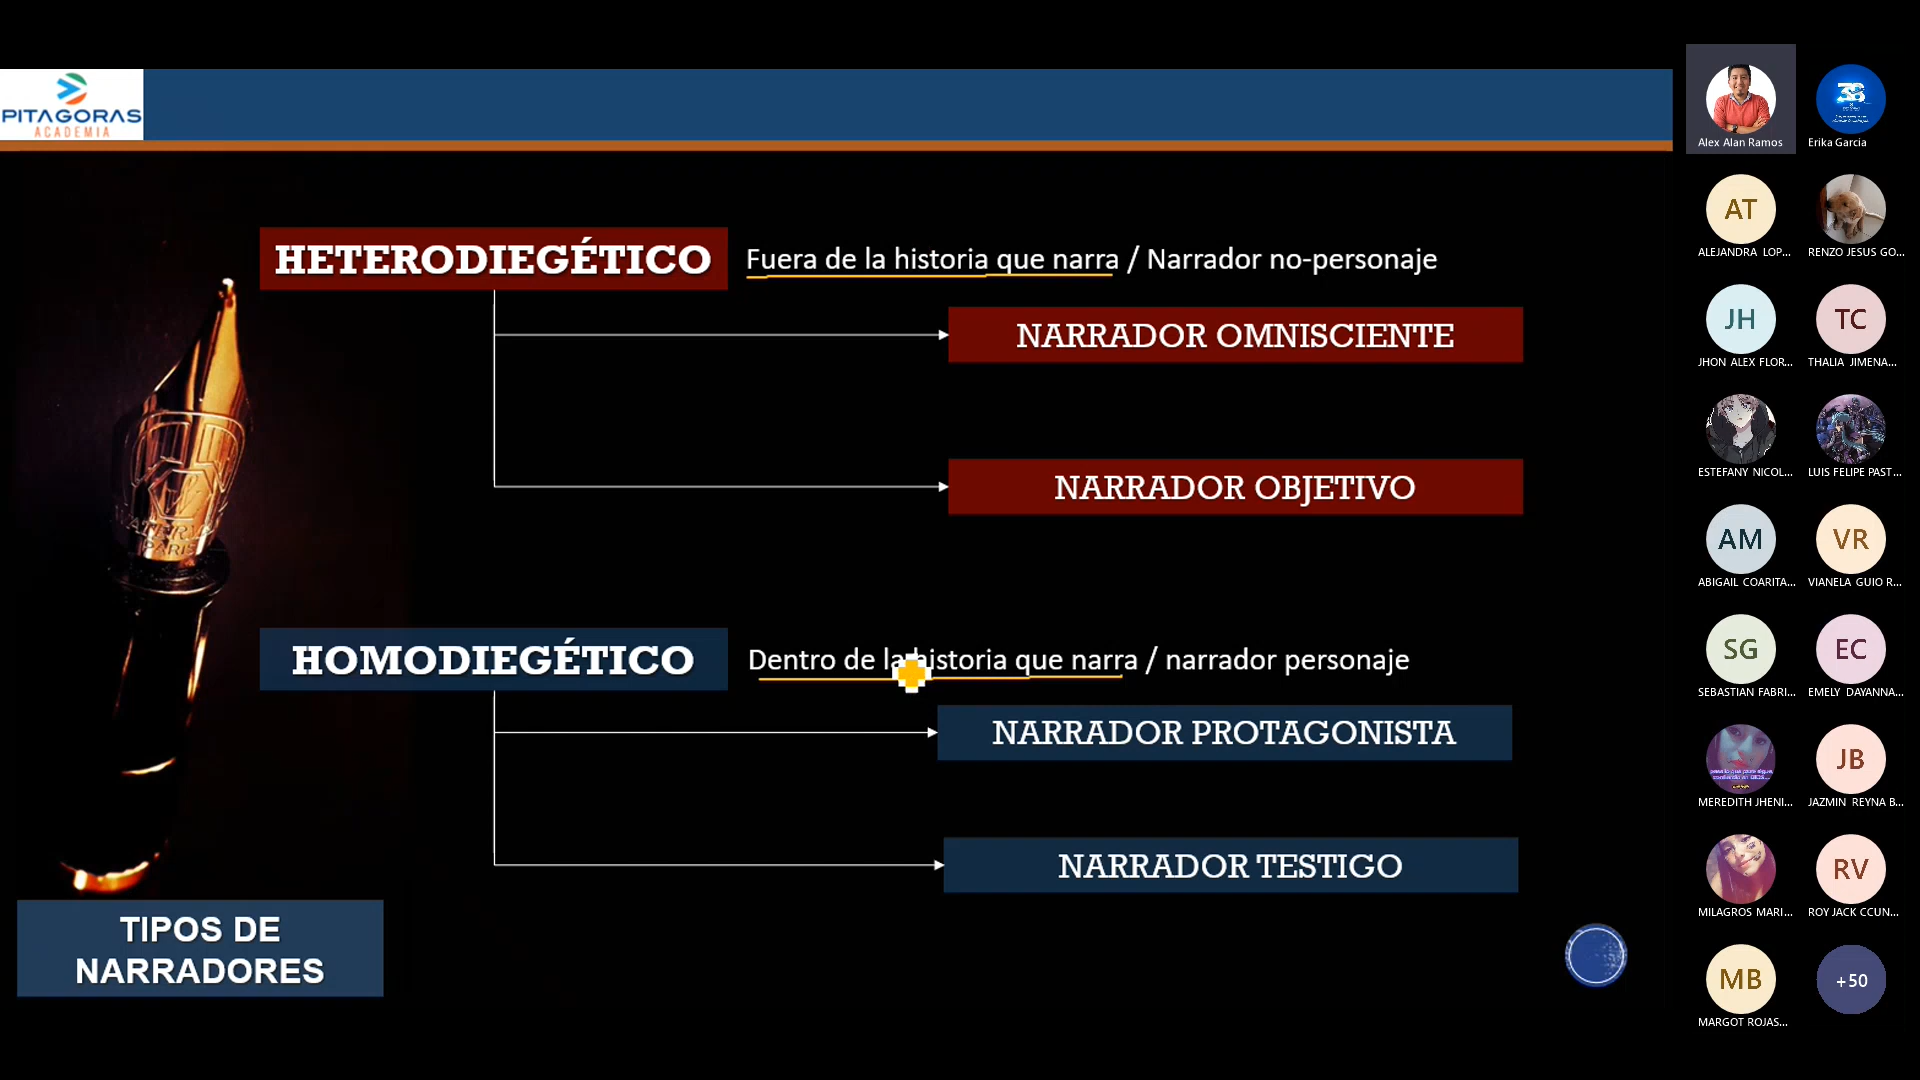 PITAGORAS
ACADEMIA
HETERODIEGÉTICO
Fuera de la historia que narra / Narrador no-personaje
NARRADOR OMNISCIENTE
NARRADOR OBJETIVO
HOMODIEGÉTICO
Dentro de la historia que narra / narrador personaje
NARRADOR PROTAGONISTA
NARRADOR TESTIGO
TIPOS DE
NARRADORES
PARIS
Alex Alan Ramos
Erika Garcia
AT
ALEJANDRA LOP...
RENZO JESUS GO...
JH
JHON ALEX FLOR...
TC
THALIA JIMENA...
ESTEFANY NICOL...
LUIS FELIPE PAST...
AM
ABIGAIL COARITA...
VR
VIANELA GUIO R...
SG
SEBASTIAN FABRI...
EC
EMELY DAYANNA...
MEREDITH JHENI...
JB
JAZMIN REYNA B...
MILAGROS MARI...
RV
ROY JACK CCUN...
MB
MARGOT ROJAS...
+50